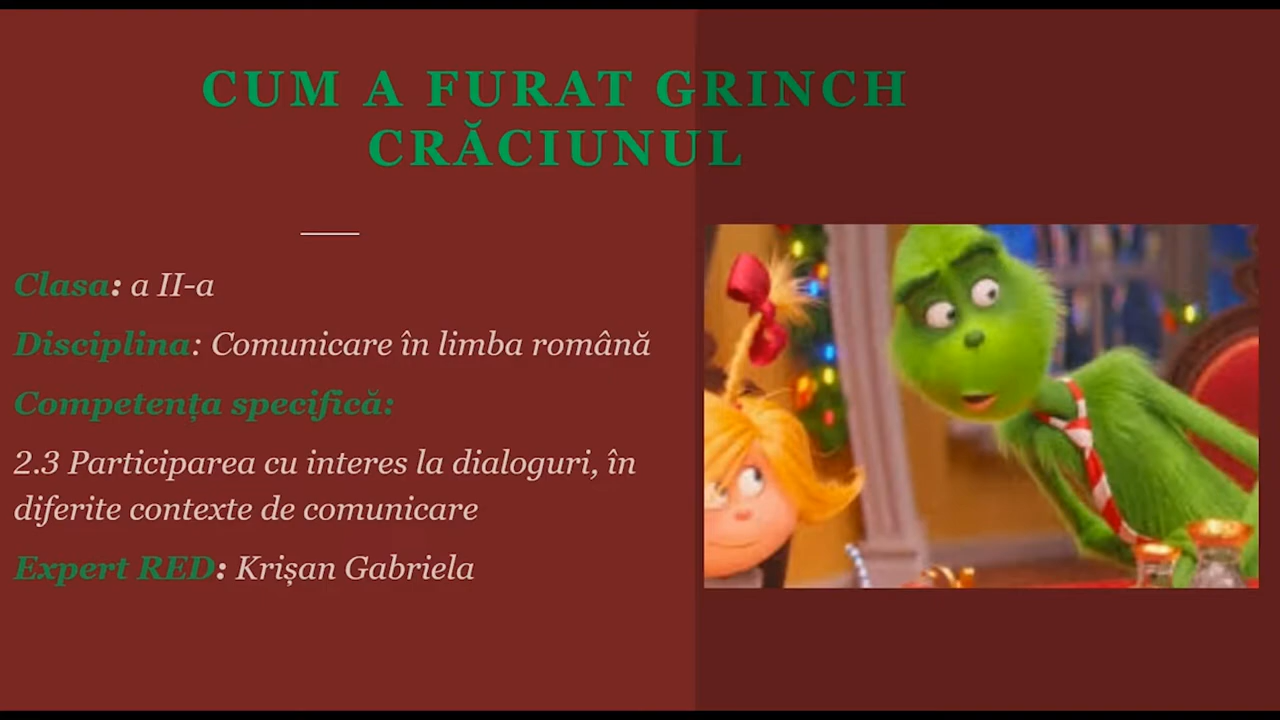 CUM A FURAT GRINCH
CRĂCIUNUL
Clasa: a II-a
Disciplina: Comunicare în limba română
Competența specifică:
2.3 Participarea cu interes la dialoguri, în
diferite contexte de comunicare
Expert RED: Krișan Gabriela